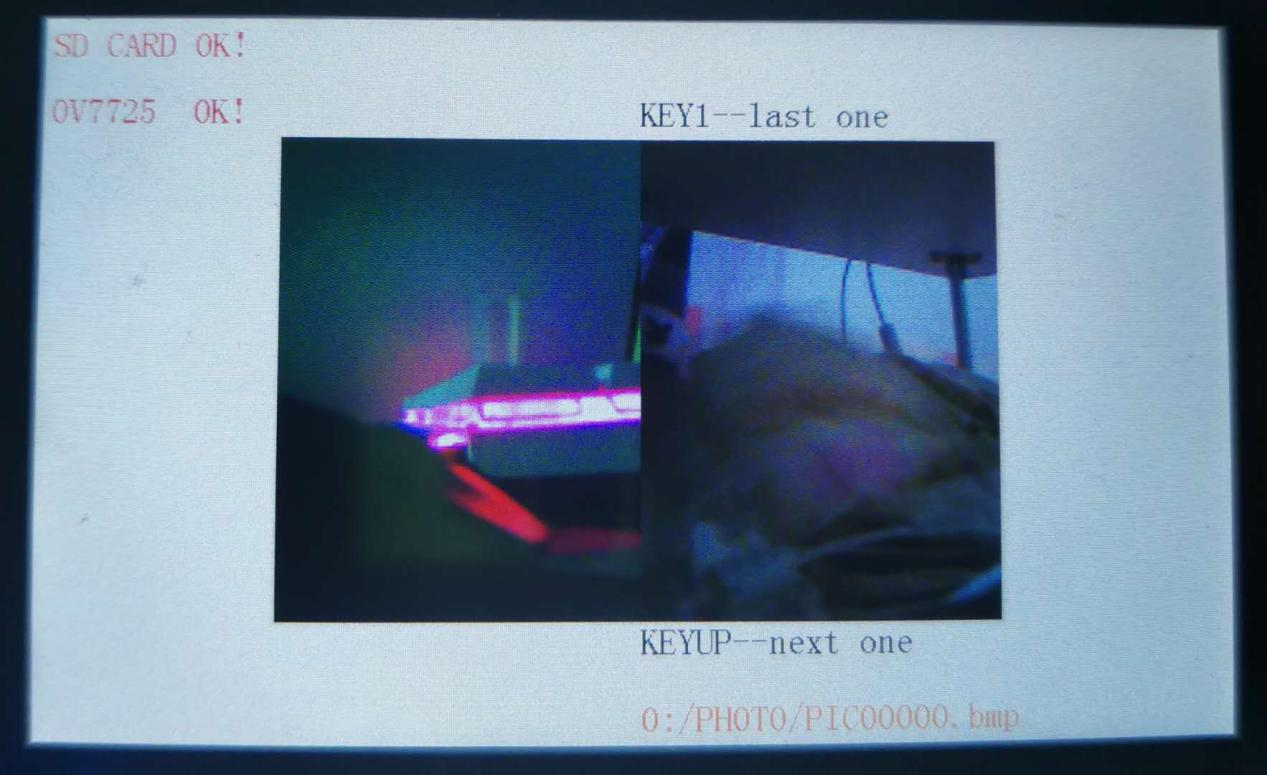 SD CARD OK!
OV7725 OK!
KEY1--last one
KEYUP--next one
0:/PHOTO/PIC00000.bmp